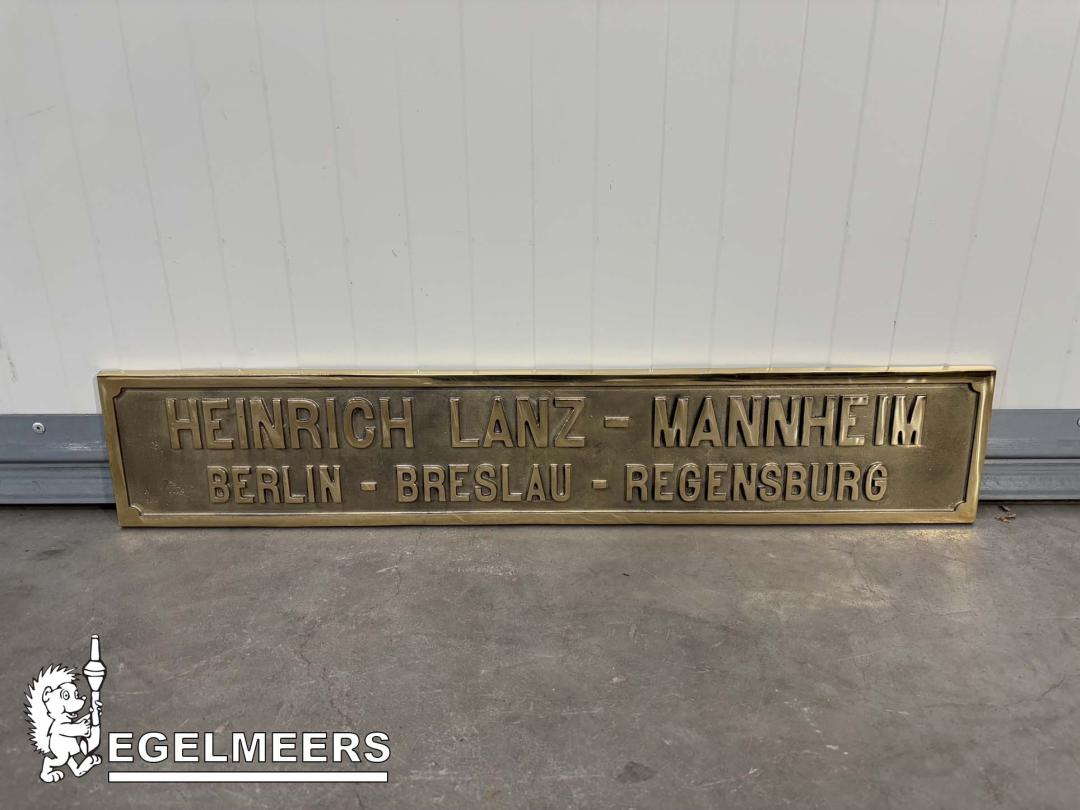 HEINRICH LANZ - MANNHEIM
BERLIN - BRESLAU - REGENSBURG
EGELMEERS